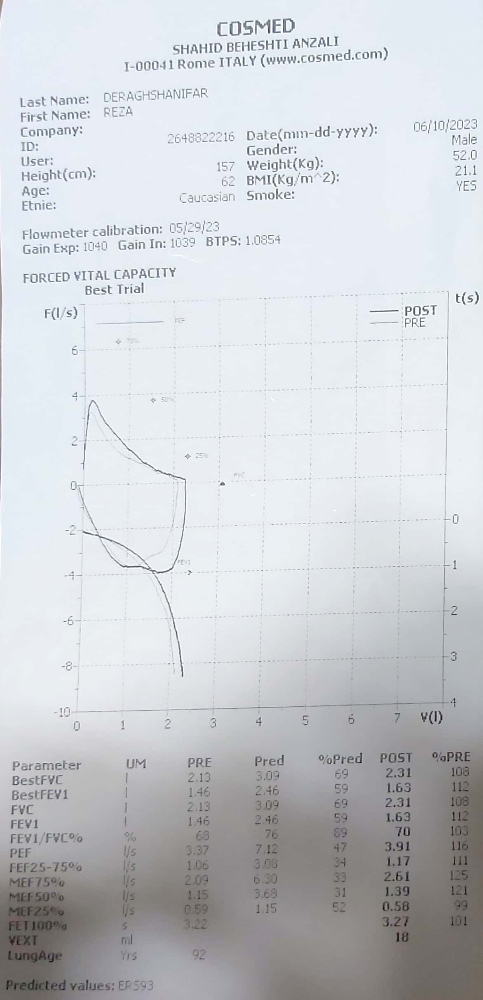 COSMED
SHAHID BEHESHTI ANZALI
I-00041 Rome ITALY (www.cosmed.com)
Last Name: DERAGHSHANIFAR
First Name: REZA
Company:
ID: 2648822216 Date(mm-dd-yyyy): 06/10/2023
User: Gender: Male
Height(cm): 157 Weight(Kg): 52.0
Age: 62 BMI(Kg/m^2): 21.1
Etnie: Caucasian Smoke: YES
Flowmeter calibration: 05/29/23
Gain Exp: 1040 Gain In: 1039 BTPS: 1.0854
FORCED VITAL CAPACITY
Best Trial
F(l/s) t(s)
POST
PRE
PEF
75%
6
4
50%
2
25%
FVC
0
0
-2
FEV1
1
-4
2
-6
3
-8
4
-10
0 1 2 3 4 5 6 7 V(l)
Parameter UM PRE Pred %Pred POST %PRE
BestFVC l 2.13 3.09 69 2.31 108
BestFEV1 l 1.46 2.46 59 1.63 112
FVC l 2.13 3.09 69 2.31 108
FEV1 l 1.46 2.46 59 1.63 112
FEV1/FVC% % 68 76 89 70 103
PEF l/s 3.37 7.12 47 3.91 116
FEF25-75% l/s 1.06 3.08 34 1.17 111
MEF75% l/s 2.09 6.30 33 2.61 125
MEF50% l/s 1.15 3.68 31 1.39 121
MEF25% l/s 0.59 1.15 52 0.58 99
FET100% s 3.22 3.27 101
VEXT ml 18
LungAge Yrs 92
Predicted values: ERS93